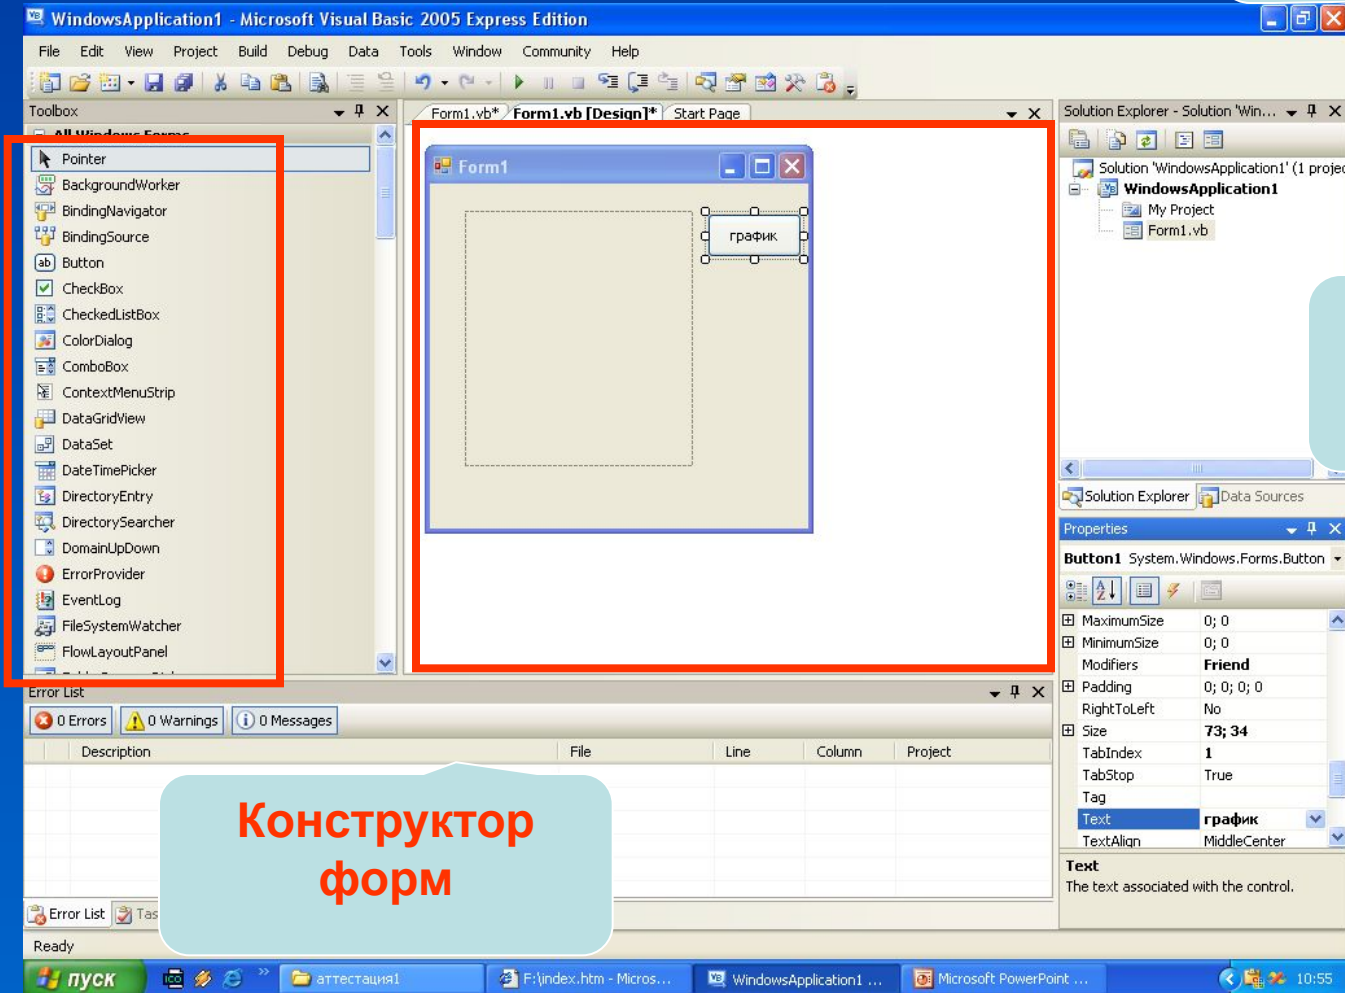 WindowsApplication1 - Microsoft Visual Basic 2005 Express Edition
File Edit View Project Build Debug Data Tools Window Community Help
Toolbox
All Windows Forms
Pointer
BackgroundWorker
BindingNavigator
BindingSource
Button
CheckBox
CheckedListBox
ColorDialog
ComboBox
ContextMenuStrip
DataGridView
DataSet
DateTimePicker
DirectoryEntry
DirectorySearcher
DomainUpDown
ErrorProvider
EventLog
FileSystemWatcher
FlowLayoutPanel
Form1.vb* Form1.vb [Design]* Start Page
Form1
график
Solution Explorer - Solution 'Win...
Solution 'WindowsApplication1' (1 projec
WindowsApplication1
My Project
Form1.vb
Solution Explorer Data Sources
Properties
Button1 System.Windows.Forms.Button
MaximumSize 0; 0
MinimumSize 0; 0
Modifiers Friend
Padding 0; 0; 0; 0
RightToLeft No
Size 73; 34
TabIndex 1
TabStop True
Tag
Text график
TextAlign MiddleCenter
Text
The text associated with the control.
Error List
0 Errors 0 Warnings 0 Messages
Description File Line Column Project
Конструктор
форм
Error List Tas
Ready
пуск аттестация1 F:\index.htm - Micros... WindowsApplication1 ... Microsoft PowerPoint ... 10:55